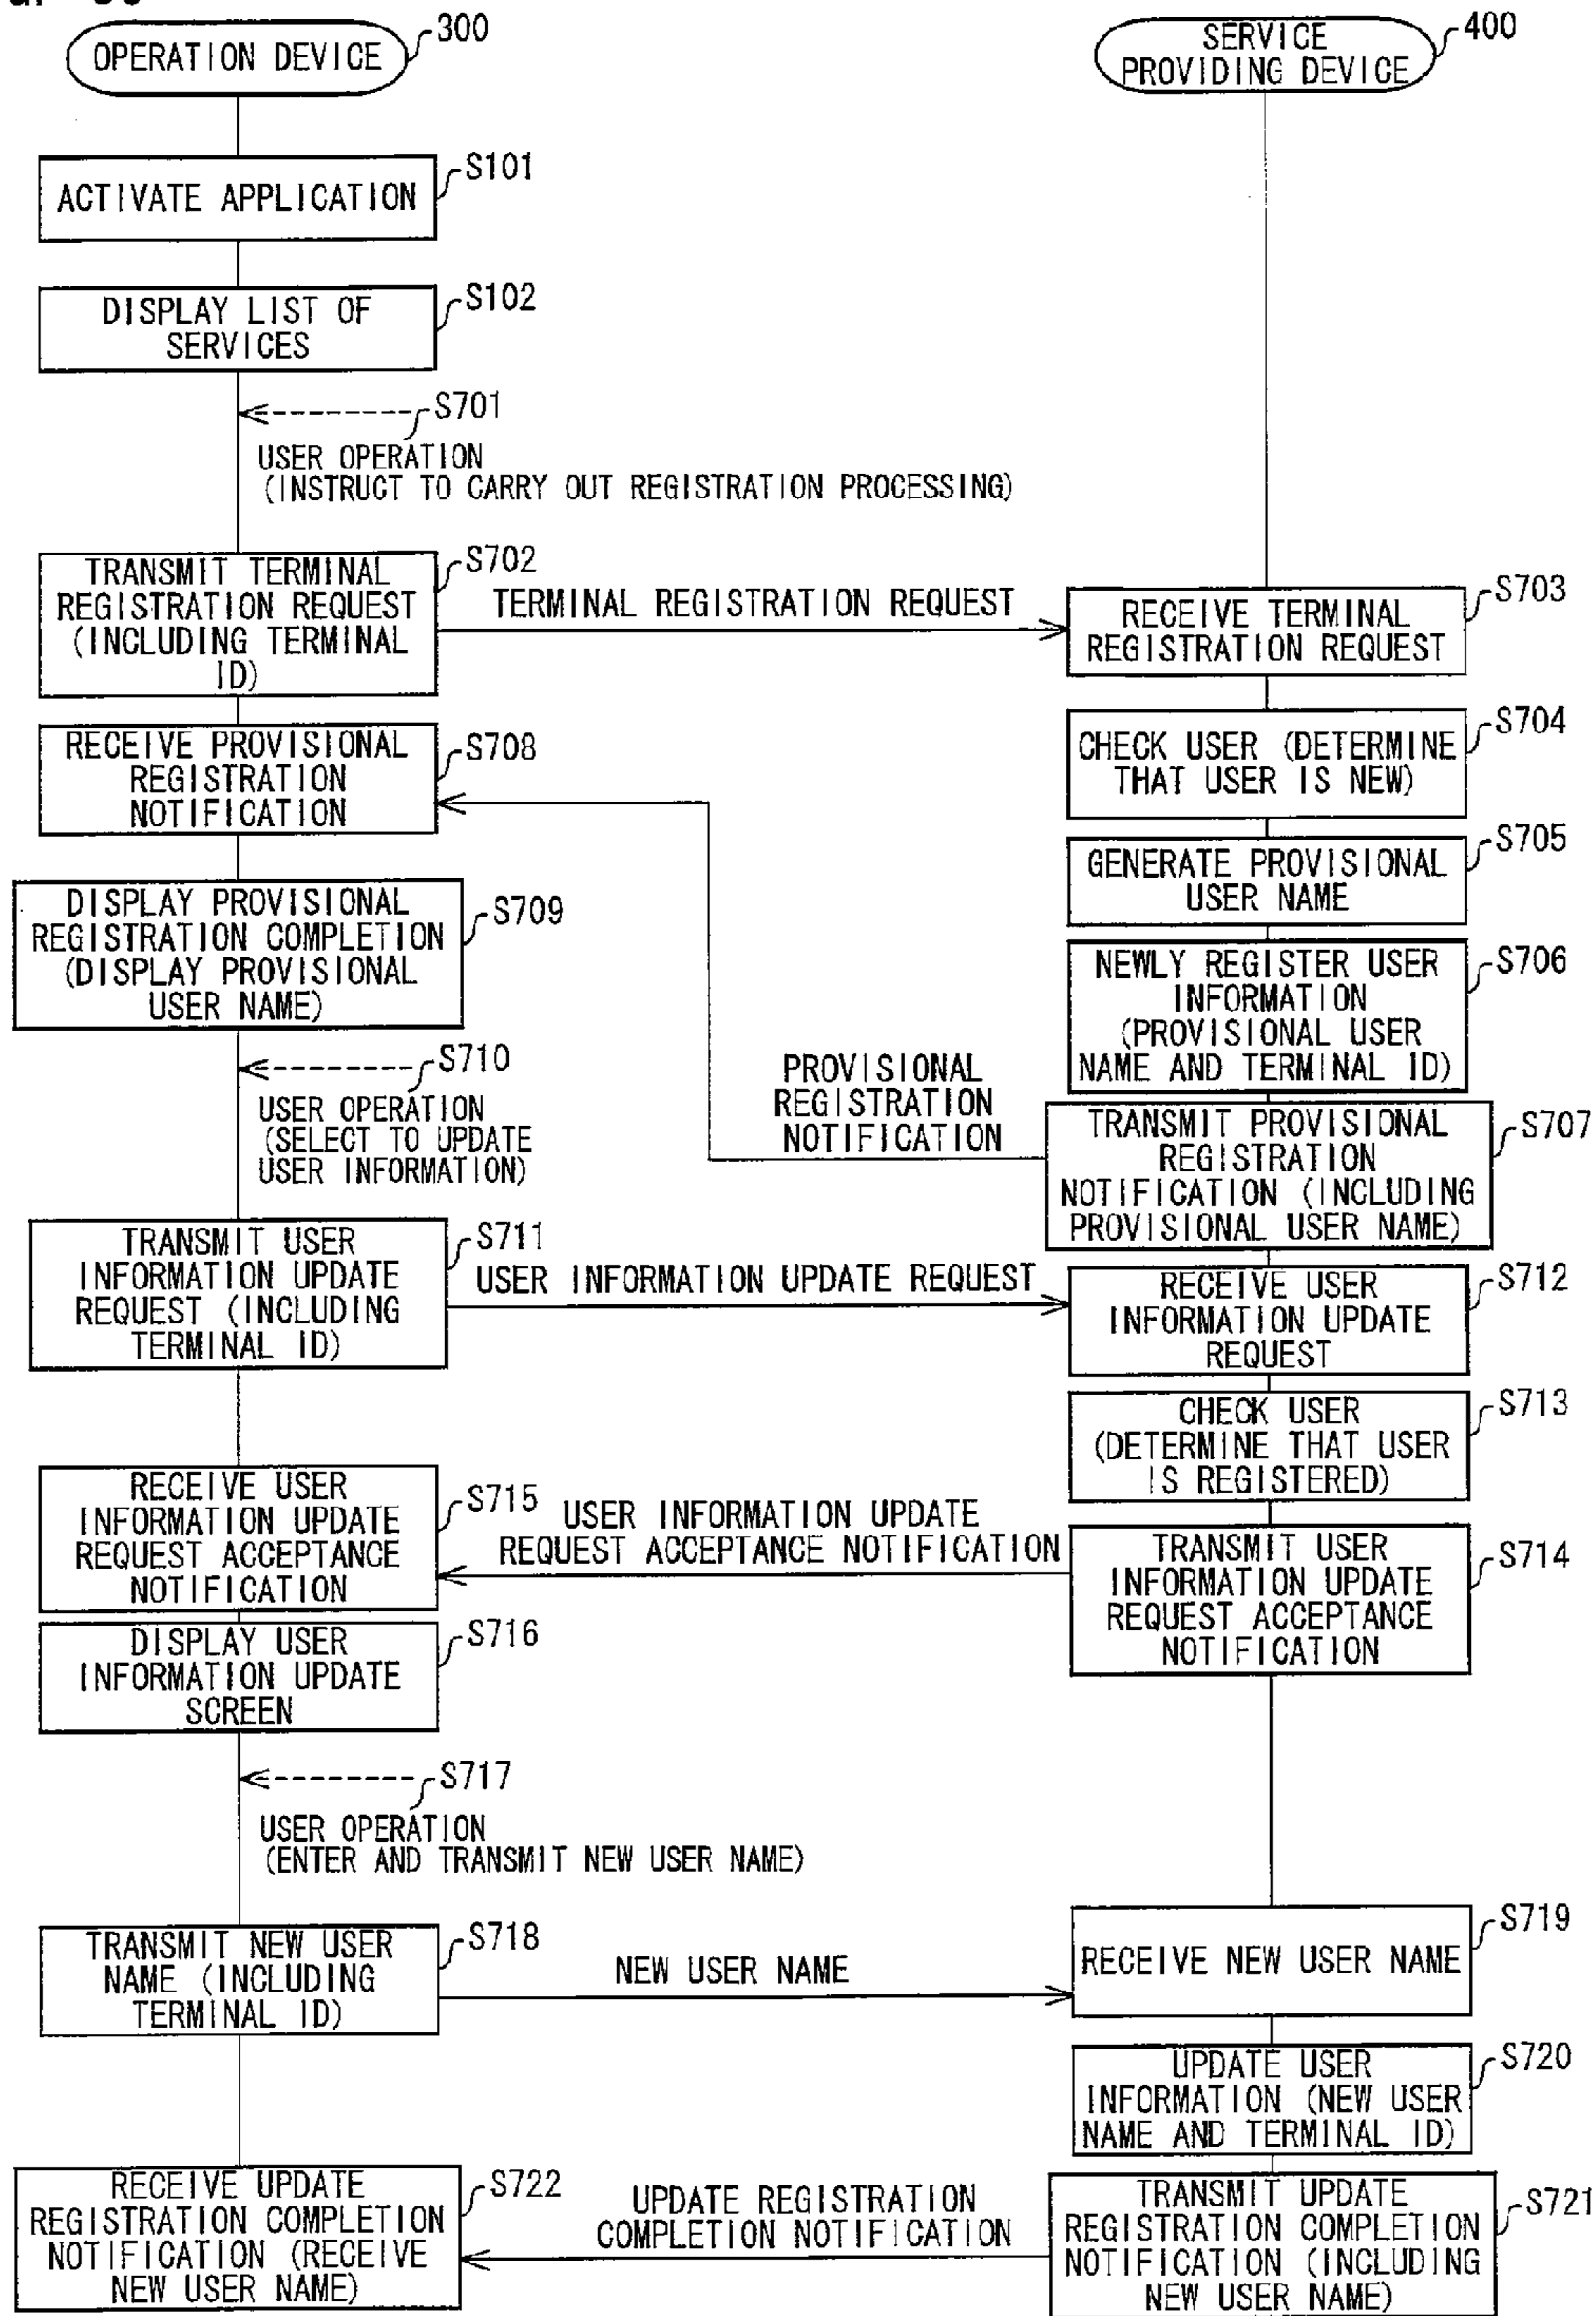 OPERATION DEVICE
300
SERVICE
PROVIDING DEVICE
400
ACTIVATE APPLICATION
S101
DISPLAY LIST OF
SERVICES
S102
S701
USER OPERATION
(INSTRUCT TO CARRY OUT REGISTRATION PROCESSING)
TRANSMIT TERMINAL
REGISTRATION REQUEST
(INCLUDING TERMINAL
ID)
S702
TERMINAL REGISTRATION REQUEST
RECEIVE TERMINAL
REGISTRATION REQUEST
S703
CHECK USER (DETERMINE
THAT USER IS NEW)
S704
GENERATE PROVISIONAL
USER NAME
S705
NEWLY REGISTER USER
INFORMATION
(PROVISIONAL USER
NAME AND TERMINAL ID)
S706
TRANSMIT PROVISIONAL
REGISTRATION
NOTIFICATION (INCLUDING
PROVISIONAL USER NAME)
S707
PROVISIONAL
REGISTRATION
NOTIFICATION
RECEIVE PROVISIONAL
REGISTRATION
NOTIFICATION
S708
DISPLAY PROVISIONAL
REGISTRATION COMPLETION
(DISPLAY PROVISIONAL
USER NAME)
S709
S710
USER OPERATION
(SELECT TO UPDATE
USER INFORMATION)
TRANSMIT USER
INFORMATION UPDATE
REQUEST (INCLUDING
TERMINAL ID)
S711
USER INFORMATION UPDATE REQUEST
RECEIVE USER
INFORMATION UPDATE
REQUEST
S712
CHECK USER
(DETERMINE THAT USER
IS REGISTERED)
S713
TRANSMIT USER
INFORMATION UPDATE
REQUEST ACCEPTANCE
NOTIFICATION
S714
USER INFORMATION UPDATE
REQUEST ACCEPTANCE NOTIFICATION
RECEIVE USER
INFORMATION UPDATE
REQUEST ACCEPTANCE
NOTIFICATION
S715
DISPLAY USER
INFORMATION UPDATE
SCREEN
S716
S717
USER OPERATION
(ENTER AND TRANSMIT NEW USER NAME)
TRANSMIT NEW USER
NAME (INCLUDING
TERMINAL ID)
S718
NEW USER NAME
RECEIVE NEW USER NAME
S719
UPDATE USER
INFORMATION (NEW USER
NAME AND TERMINAL ID)
S720
TRANSMIT UPDATE
REGISTRATION COMPLETION
NOTIFICATION (INCLUDING
NEW USER NAME)
S721
UPDATE REGISTRATION
COMPLETION NOTIFICATION
RECEIVE UPDATE
REGISTRATION COMPLETION
NOTIFICATION (RECEIVE
NEW USER NAME)
S722